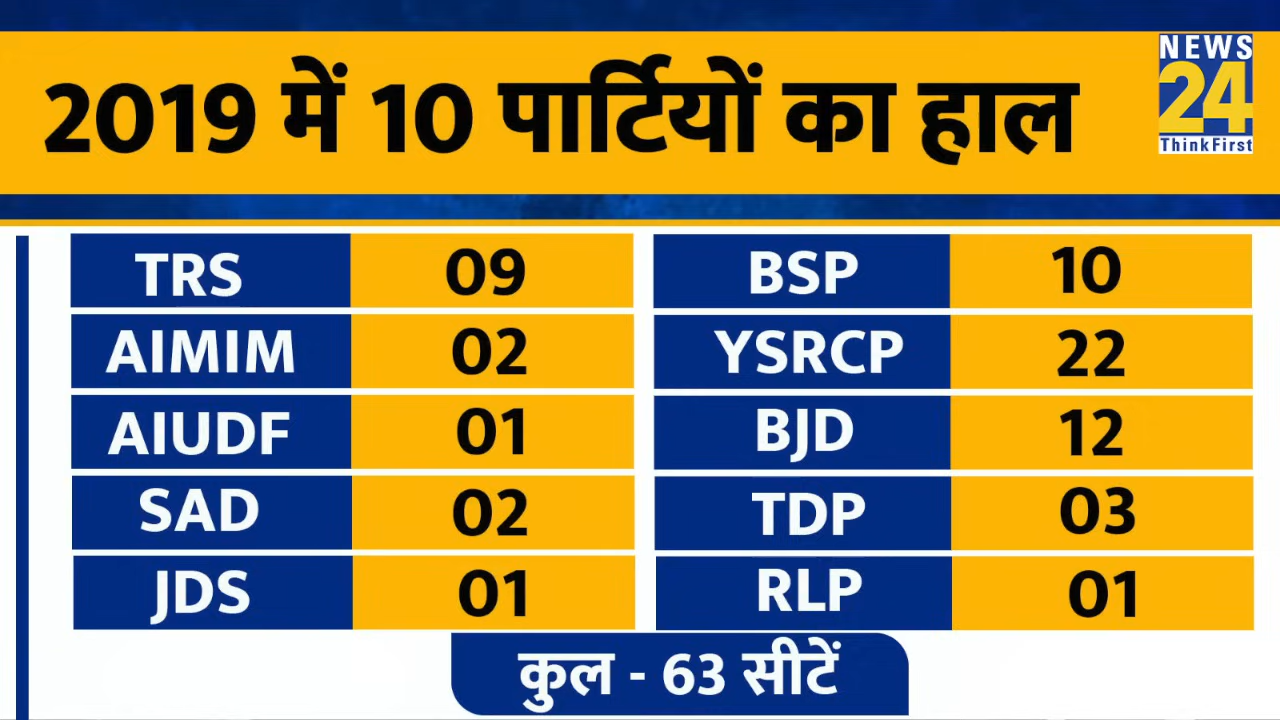 2019 में 10 पार्टियों का हाल
NEWS
24
ThinkFirst
TRS 09 BSP 10
AIMIM 02 YSRCP 22
AIUDF 01 BJD 12
SAD 02 TDP 03
JDS 01 RLP 01
कुल - 63 सीटें